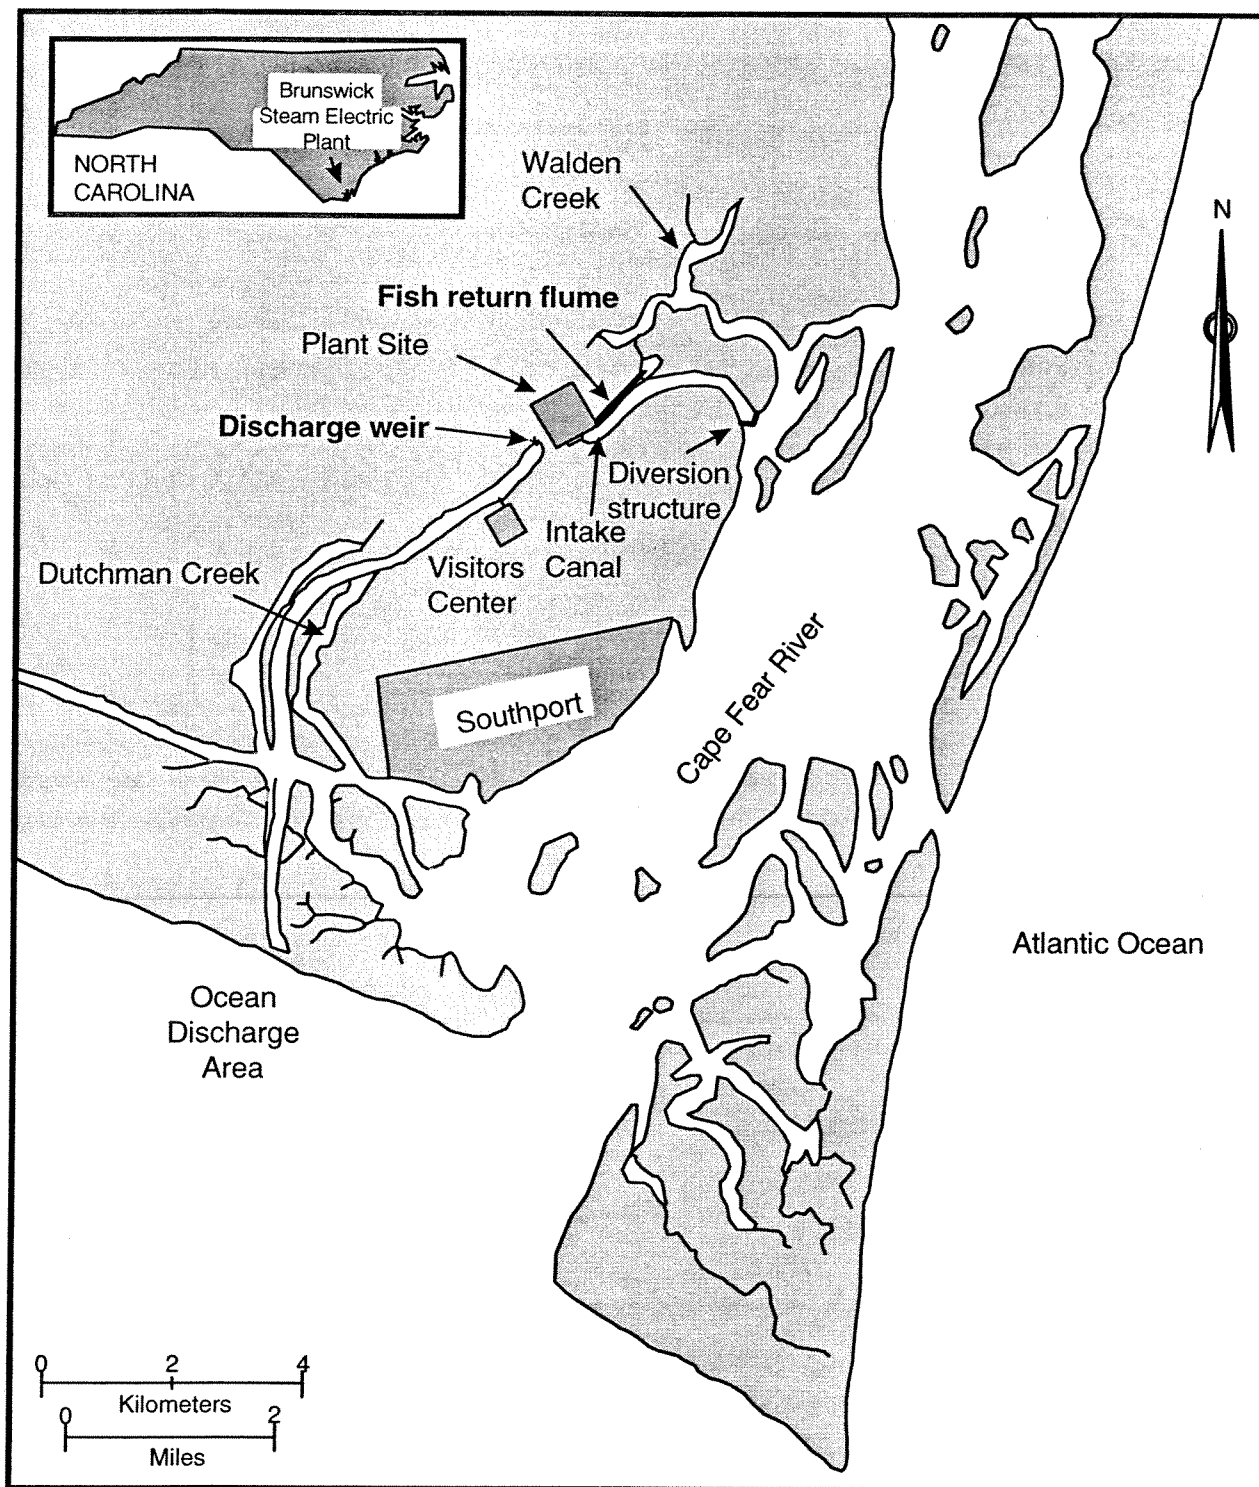 Brunswick
Steam Electric
Plant
NORTH
CAROLINA
Walden
Creek
N
Fish return flume
Plant Site
Discharge weir
Diversion
structure
Intake
Canal
Visitors
Center
Dutchman Creek
Southport
Cape Fear River
Atlantic Ocean
Ocean
Discharge
Area
0 2 4
Kilometers
0 2
Miles